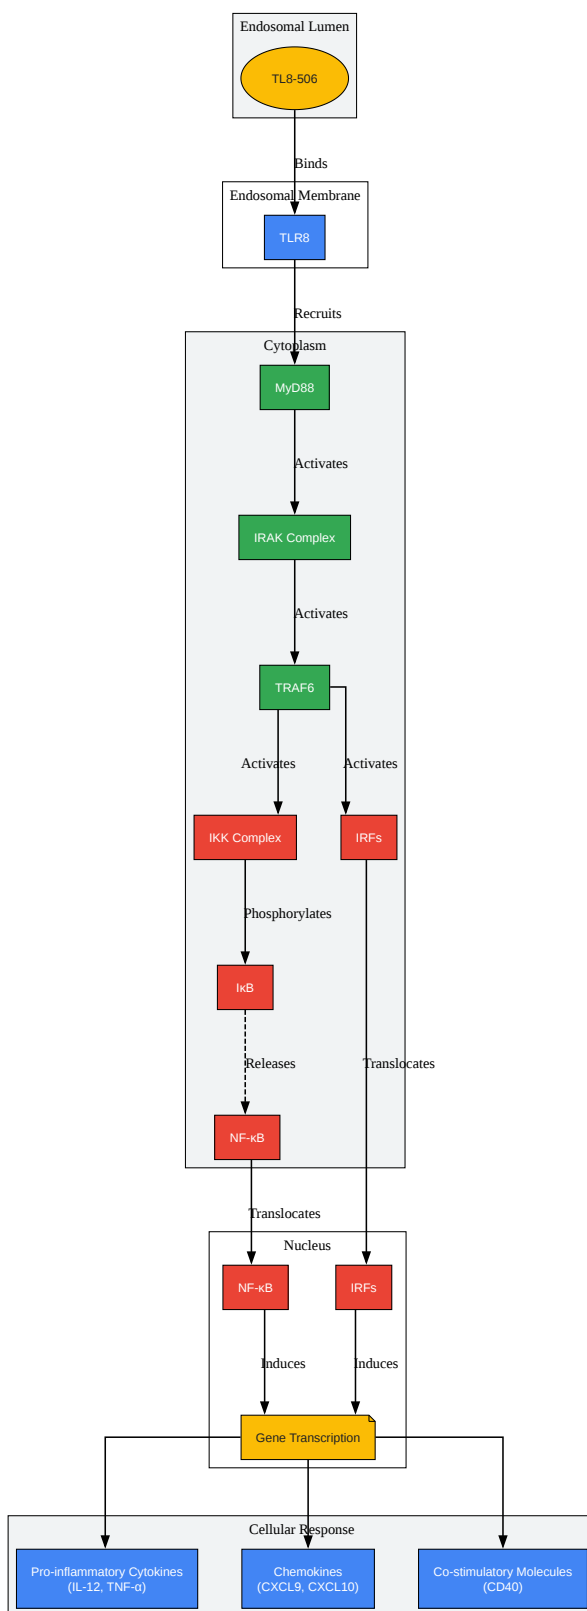 Endosomal Lumen
TL8-506
Binds
Endosomal Membrane
TLR8
Recruits
Cytoplasm
MyD88
Activates
IRAK Complex
Activates
TRAF6
Activates
Activates
IKK Complex
IRFs
Phosphorylates
IκB
Releases
Translocates
NF-κB
Translocates
Nucleus
NF-κB
IRFs
Induces
Induces
Gene Transcription
Cellular Response
Pro-inflammatory Cytokines
(IL-12, TNF-α)
Chemokines
(CXCL9, CXCL10)
Co-stimulatory Molecules
(CD40)